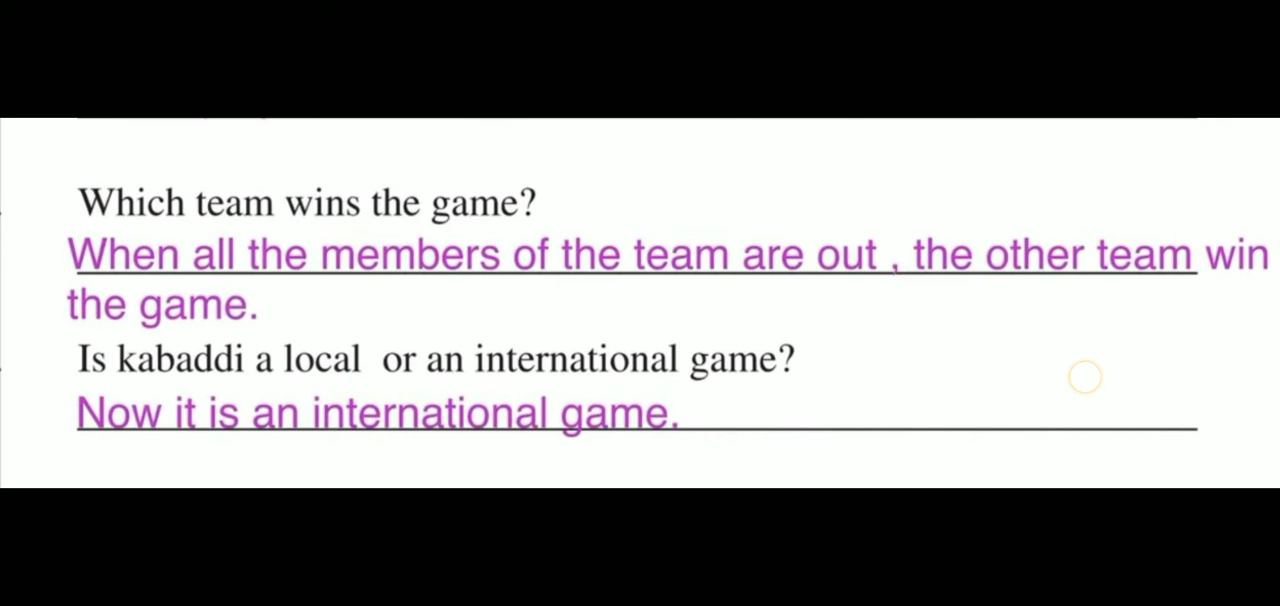 Which team wins the game?
When all the members of the team are out , the other team win
the game.
Is kabaddi a local  or an international game?
Now it is an international game.